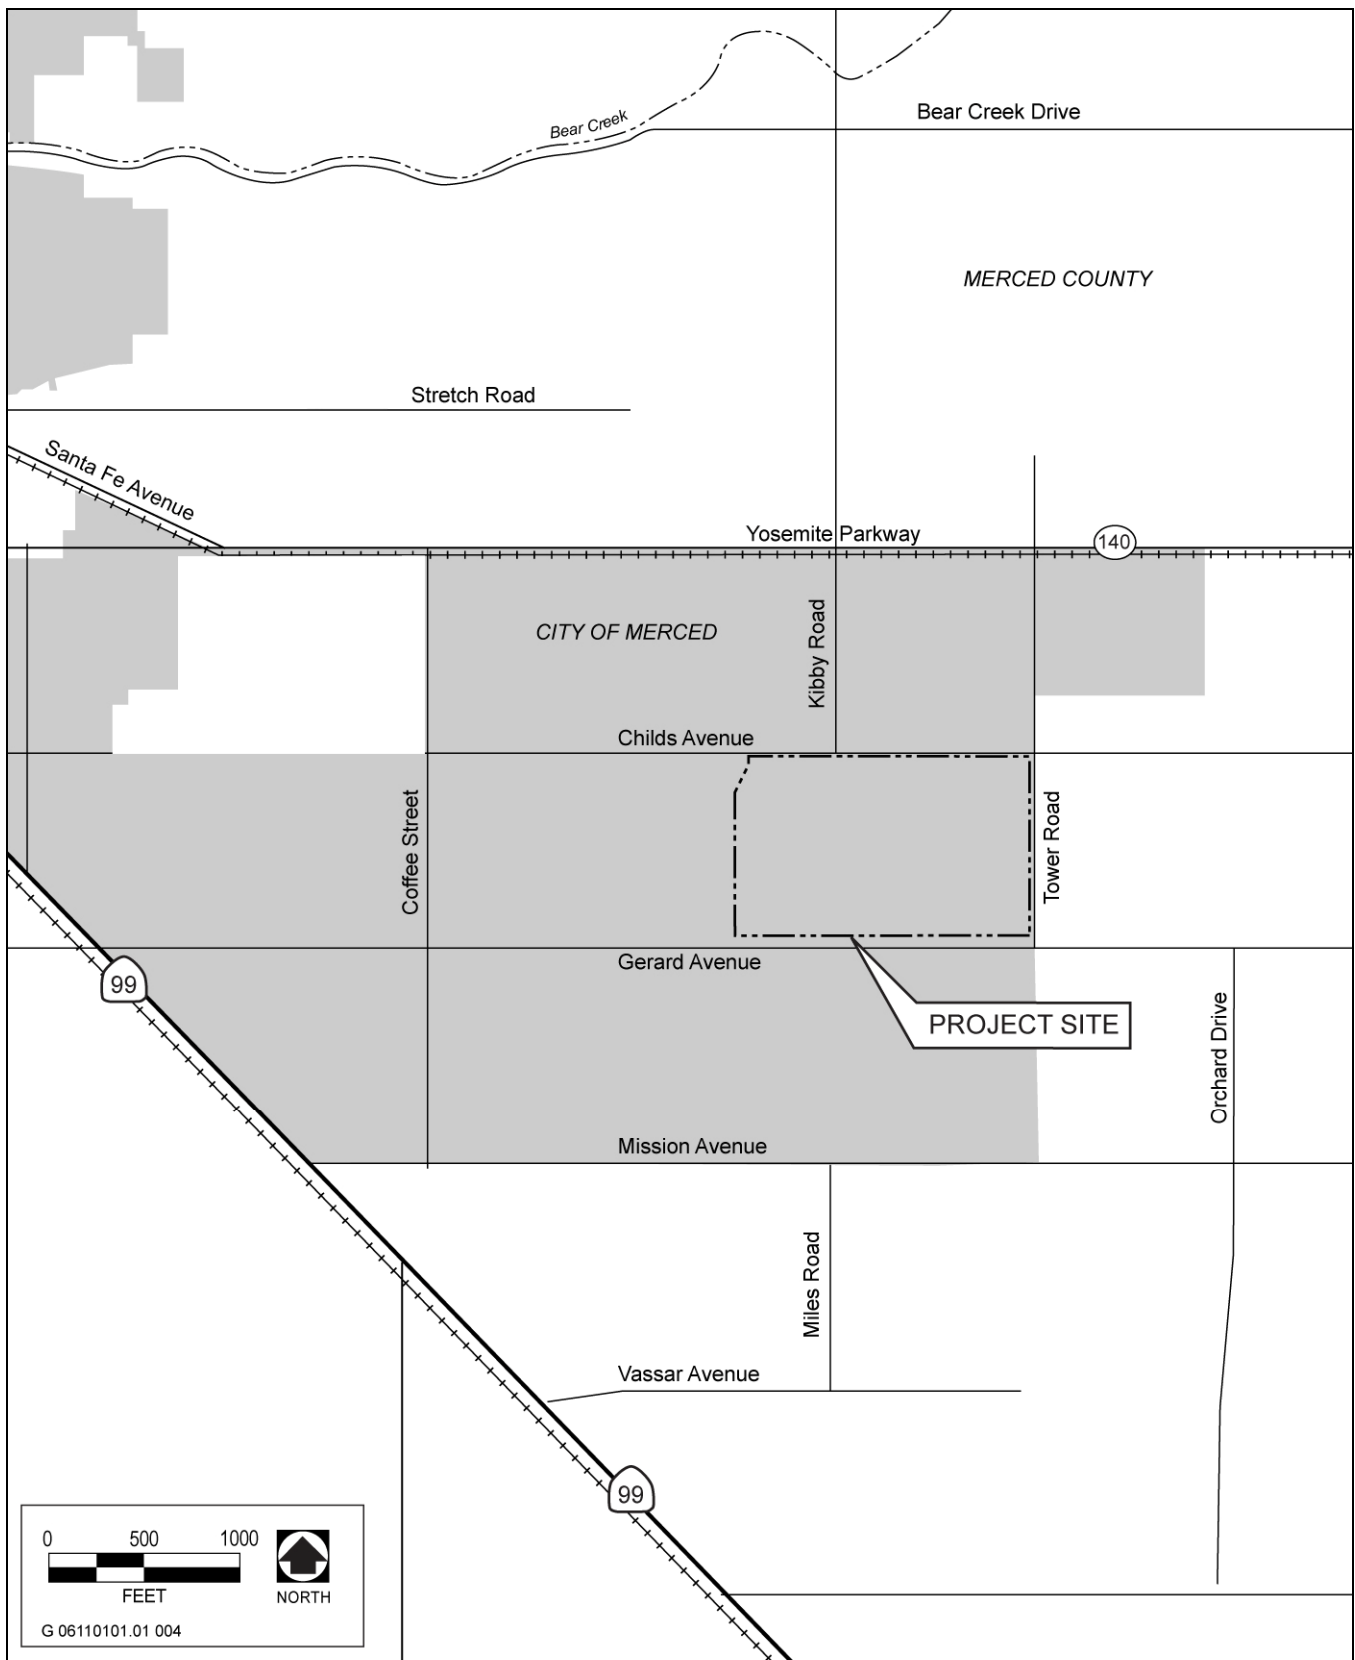 Bear Creek Drive
Bear Creek
MERCED COUNTY
Stretch Road
Santa Fe Avenue
Yosemite Parkway
140
CITY OF MERCED
Kibby Road
Childs Avenue
Coffee Street
Tower Road
Gerard Avenue
99
PROJECT SITE
Orchard Drive
Mission Avenue
Miles Road
Vassar Avenue
99
0 500 1000
FEET
NORTH
G 06110101.01 004